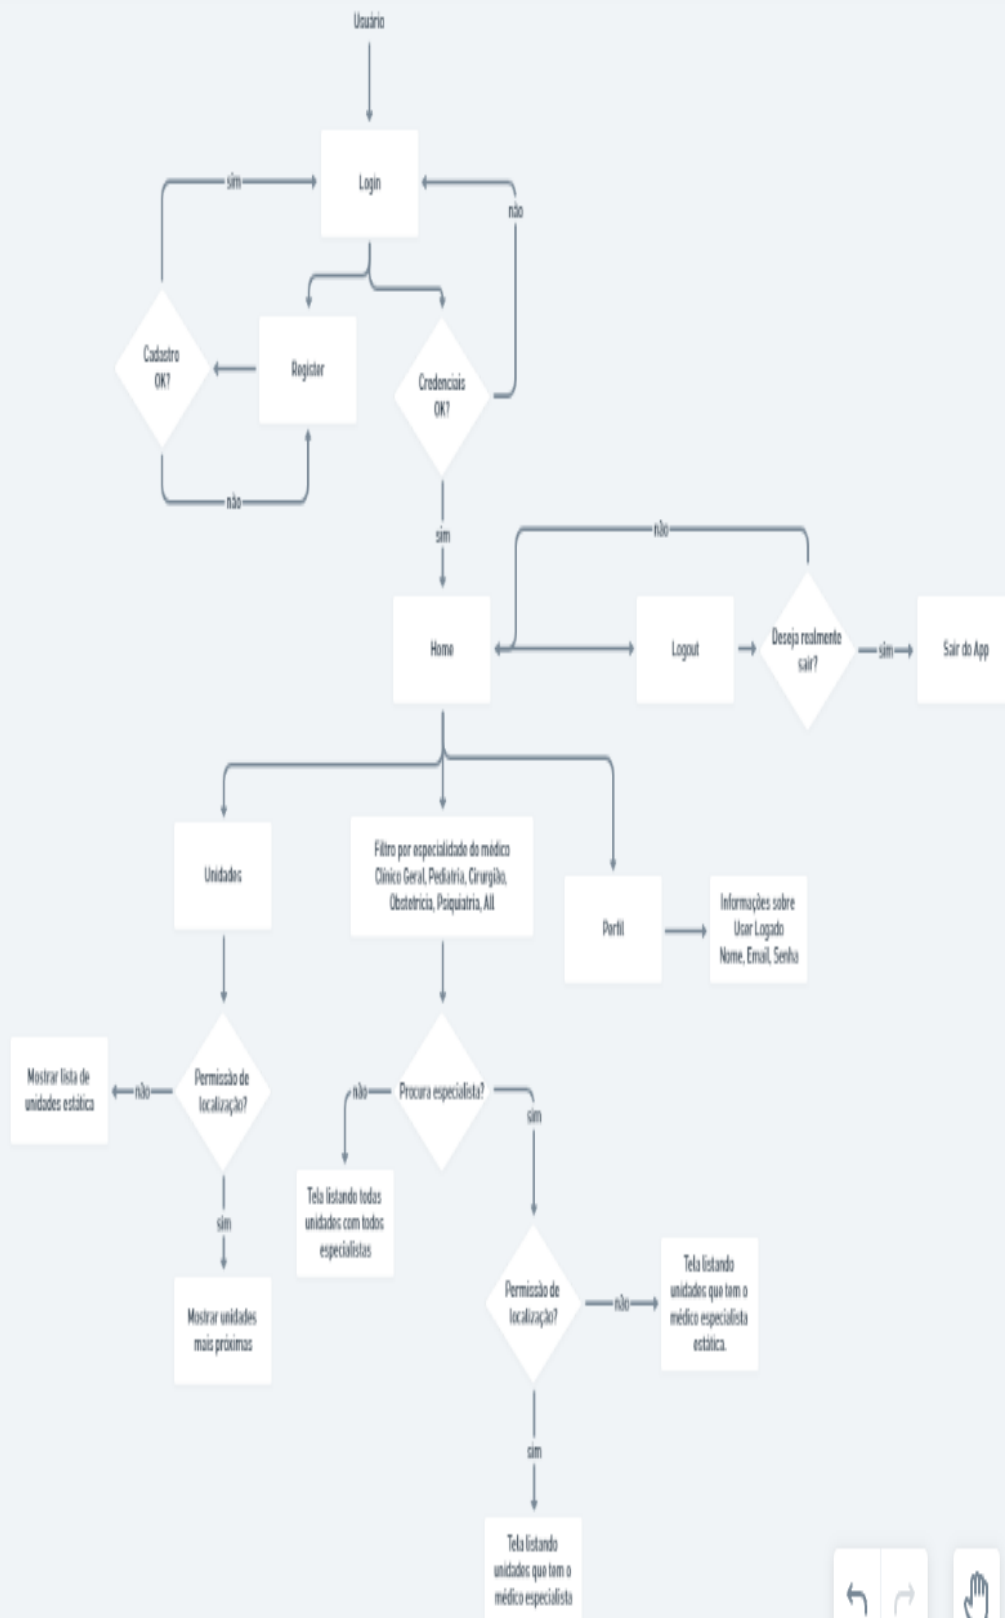 Usuário
Login
sim
não
Cadastro
OK?
Register
Credenciais
OK?
não
sim
não
Home
Logout
Deseja realmente
sair?
sim
Sair do App
Unidades
Filtro por especialidade do médico
Clínico Geral, Pediatria, Cirurgião,
Obstetrícia, Psiquiatria, All
Perfil
Informações sobre
User Logado
Nome, Email, Senha
Mostrar lista de
unidades estática
não
Permissão de
localização?
não
Procura especialista?
sim
Tela listando todas
unidades com todos
especialistas
sim
Mostrar unidades
mais próximas
Permissão de
localização?
não
Tela listando
unidades que tem o
médico especialista
estática.
sim
Tela listando
unidades que tem o
médico especialista